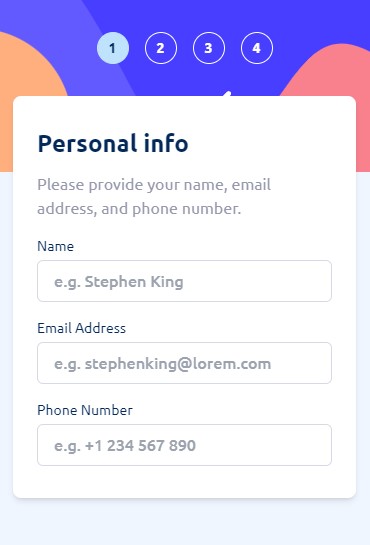 1 2 3 4
Personal info
Please provide your name, email
address, and phone number.
Name
e.g. Stephen King
Email Address
e.g. stephenking@lorem.com
Phone Number
e.g. +1 234 567 890